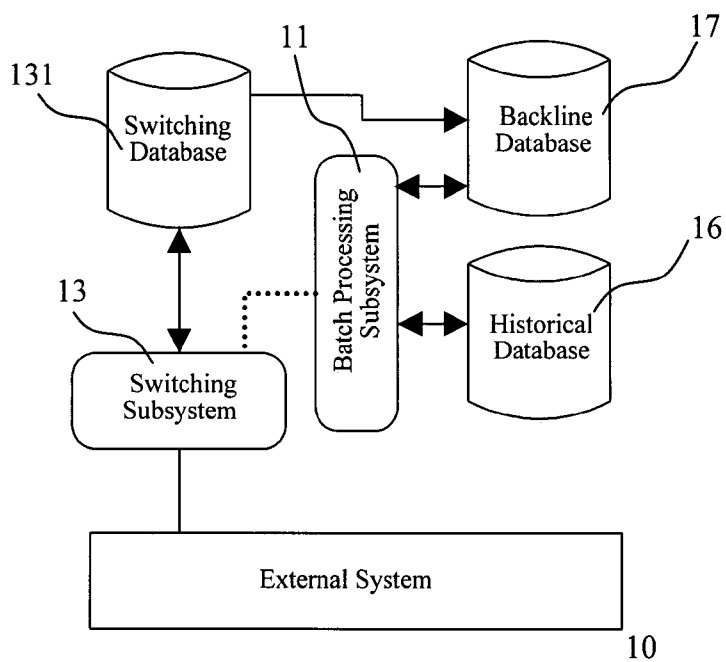 17
11
131
Switching
Database
Backline
Database
Batch Processing
Subsystem
16
13
Historical
Database
Switching
Subsystem
External System
10